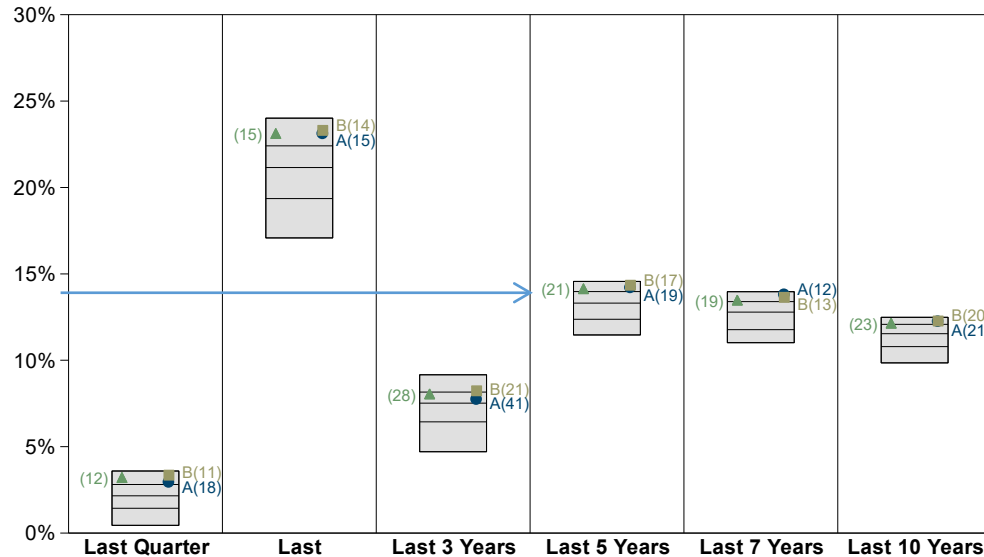 30%
25%
20%
15%
10%
5%
0%
(12)
B(11)
A(18)
(15)
B(14)
A(15)
(28)
B(21)
A(41)
(21)
B(17)
A(19)
(19)
A(12)
B(13)
(23)
B(20
A(21
Last Quarter
Last
Last 3 Years
Last 5 Years
Last 7 Years
Last 10 Years